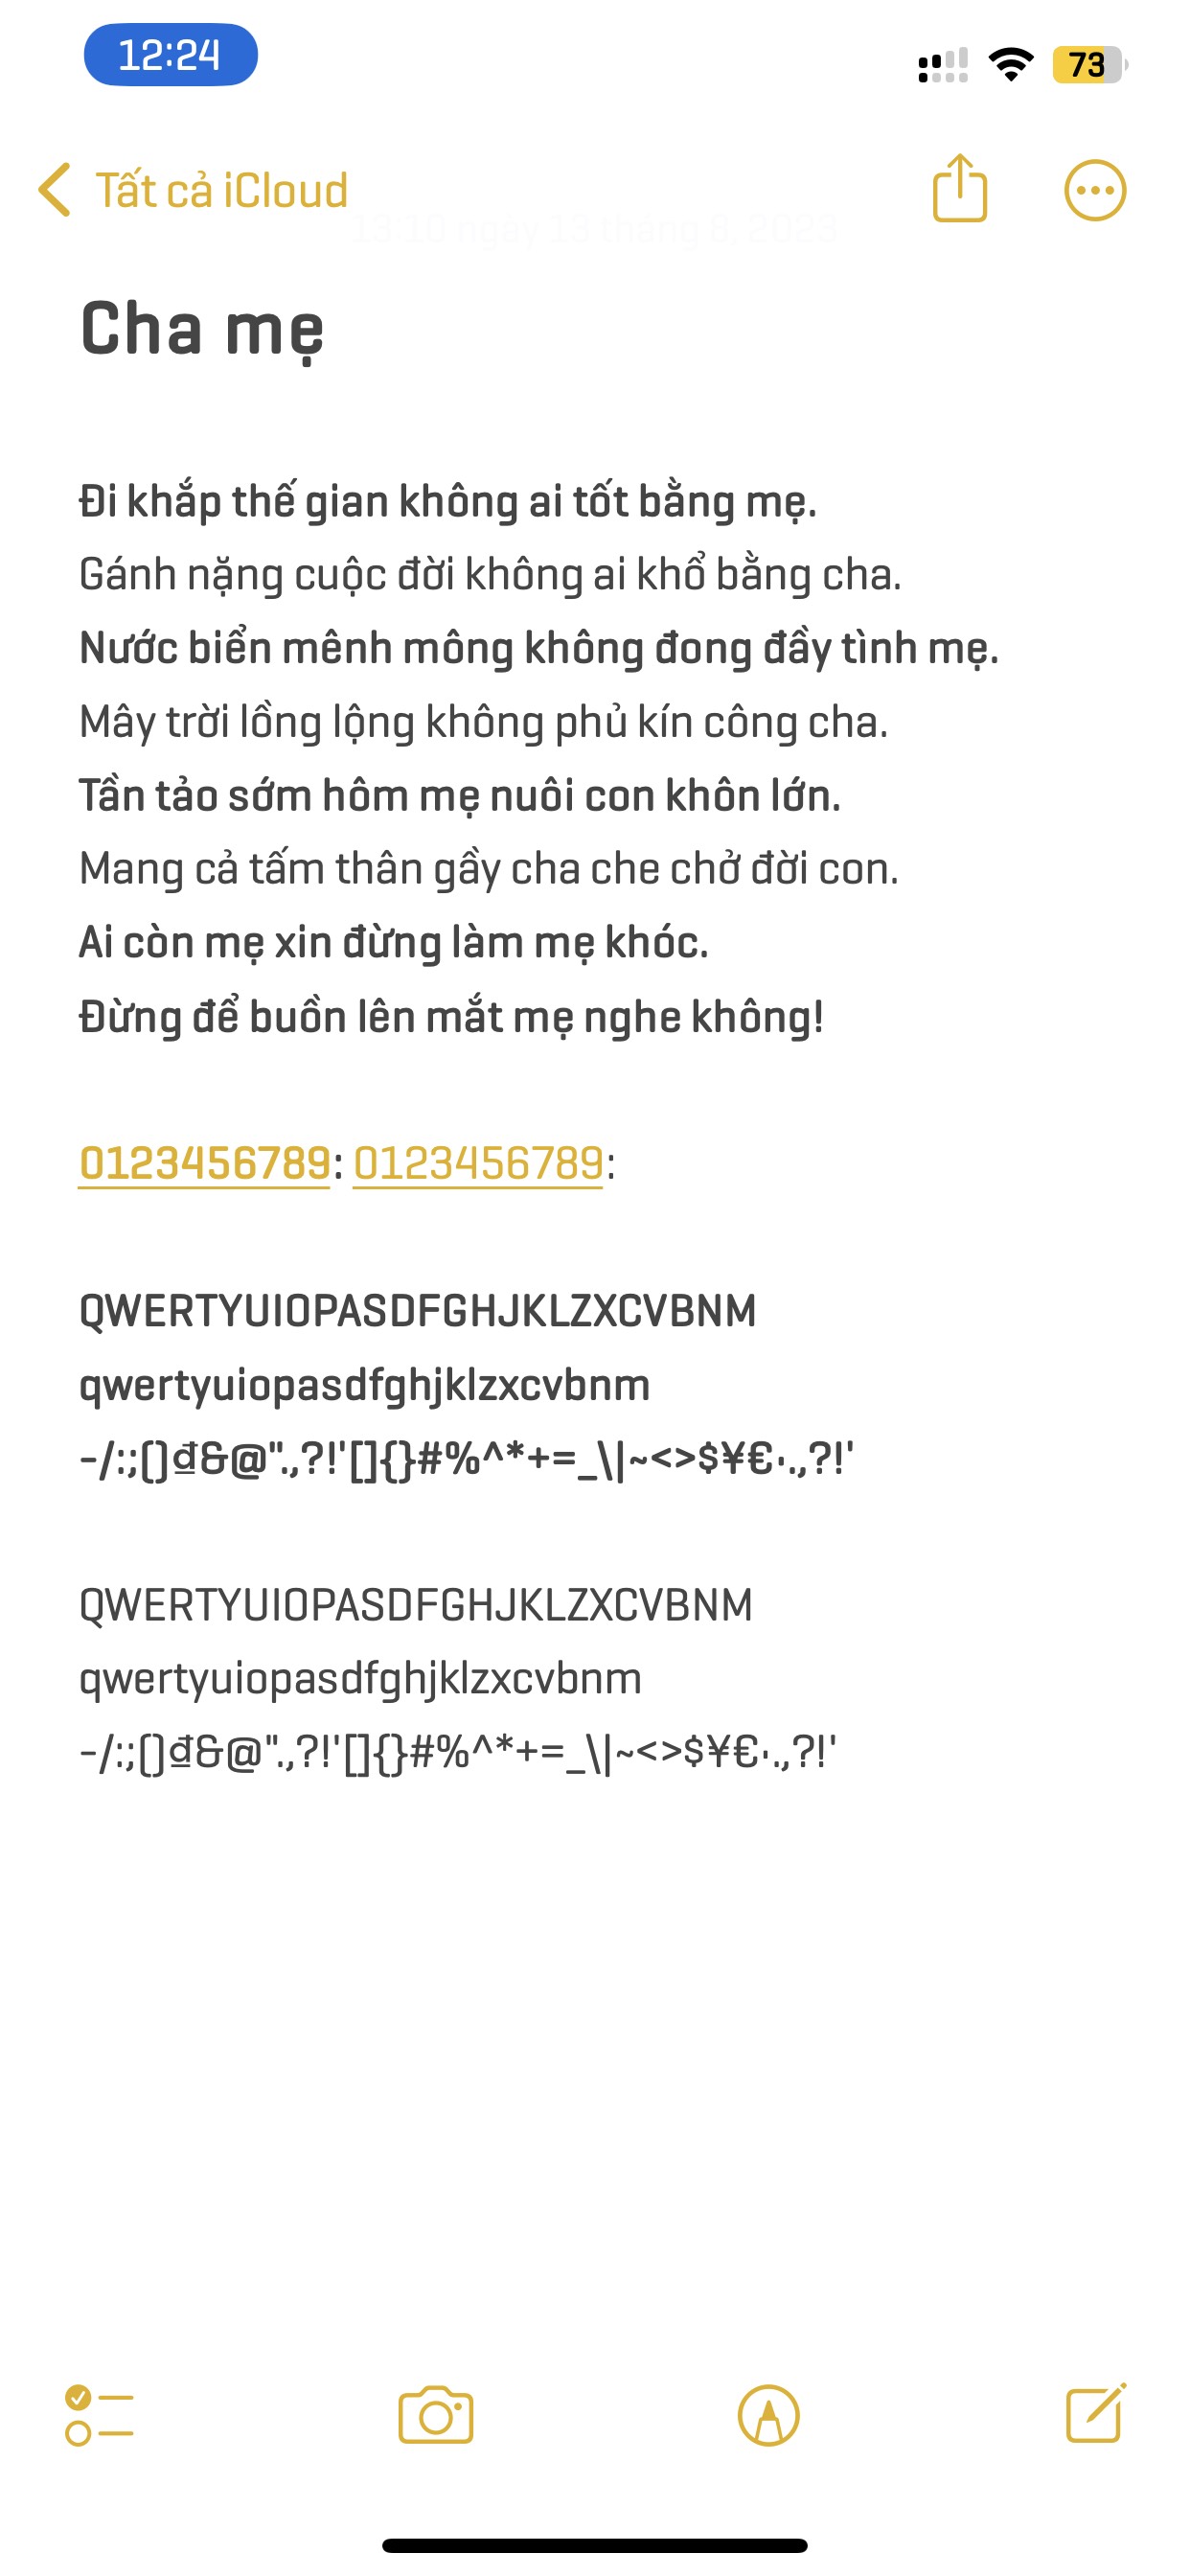 12:24
73
Tất cả iCloud
13:10 ngày 13 tháng 8, 2023
Cha mẹ
Đi khắp thế gian không ai tốt bằng mẹ.
Gánh nặng cuộc đời không ai khổ bằng cha.
Nước biển mênh mông không đong đầy tình mẹ.
Mây trời lồng lộng không phủ kín công cha.
Tần tảo sớm hôm mẹ nuôi con khôn lớn.
Mang cả tấm thân gầy cha che chở đời con.
Ai còn mẹ xin đừng làm mẹ khóc.
Đừng để buồn lên mắt mẹ nghe không!
0123456789: 0123456789:
QWERTYUIOPASDFGHJKLZXCVBNM
qwertyuiopasdfghjklzxcvbnm
-/:;()₫&@".,?!'[]{}#%^*+=_\|~<>$¥€·.,?!'
QWERTYUIOPASDFGHJKLZXCVBNM
qwertyuiopasdfghjklzxcvbnm
-/:;()₫&@".,?!'[]{}#%^*+=_\|~<>$¥€·.,?!'